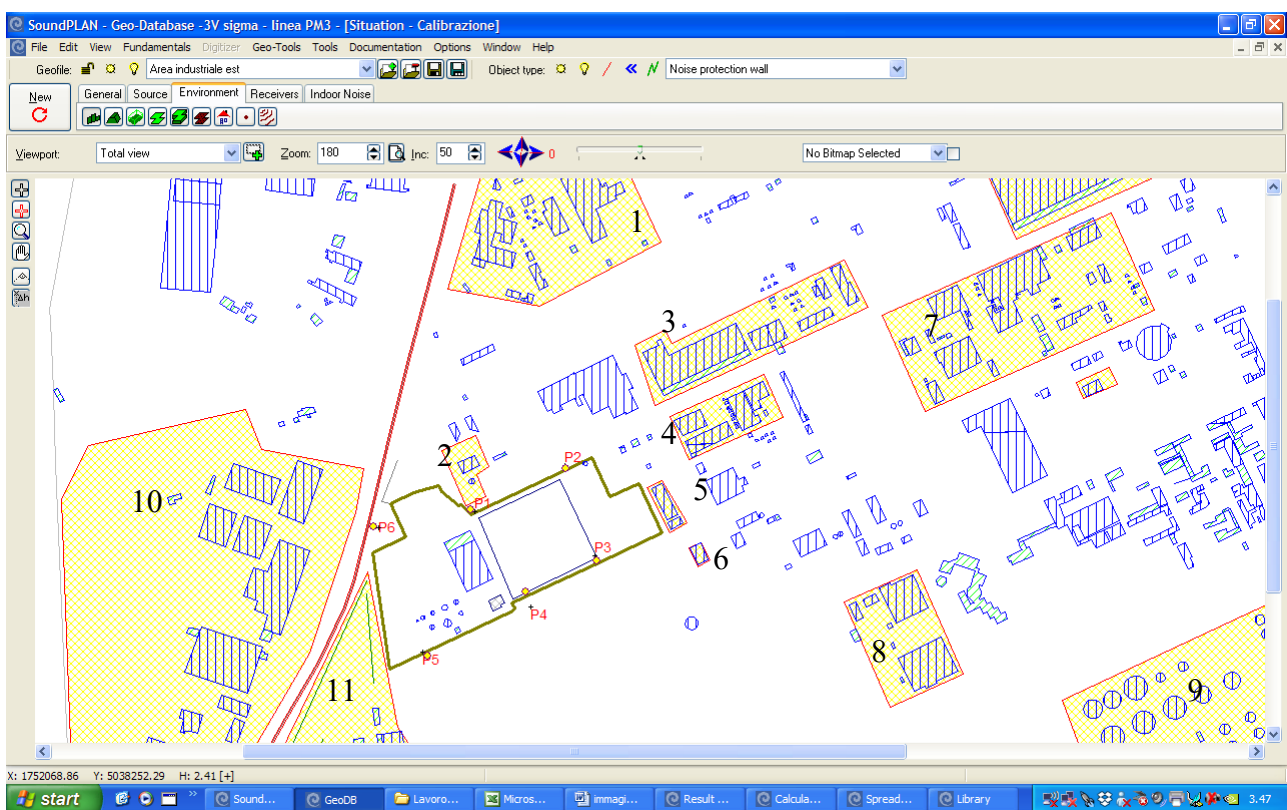 SoundPLAN - Geo-Database -3V sigma - linea PM3 - [Situation - Calibrazione]
File Edit View Fundamentals Digitizer Geo-Tools Tools Documentation Options Window Help
Geofile: Area industriale est Object type: Noise protection wall
New General Source Environment Receivers Indoor Noise
Viewport: Total view Zoom: 180 Inc: 50 0 No Bitmap Selected
1
3
7
4
2
P2
5
10
P1
P6
6
P3
P4
8
P5
11
9
X: 1752068.86 Y: 5038252.29 H: 2.41 [+]
start Sound... GeoDB Lavoro... Micros... immagi... Result ... Calcula... Spread... Library 3.47